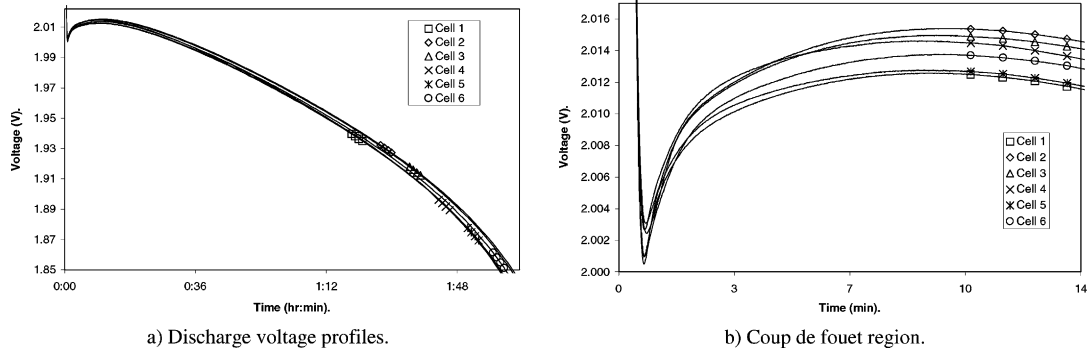 2.01
1.99
1.97
1.95
1.93
1.91
1.89
1.87
1.85
Voltage (V).
0:00
0:36
1:12
1:48
Time (hr:min).
Cell 1
Cell 2
Cell 3
Cell 4
Cell 5
Cell 6
a) Discharge voltage profiles.
2.016
2.014
2.012
2.010
2.008
2.006
2.004
2.002
2.000
Voltage (V).
0
3
7
10
14
Time (min).
Cell 1
Cell 2
Cell 3
Cell 4
Cell 5
Cell 6
b) Coup de fouet region.